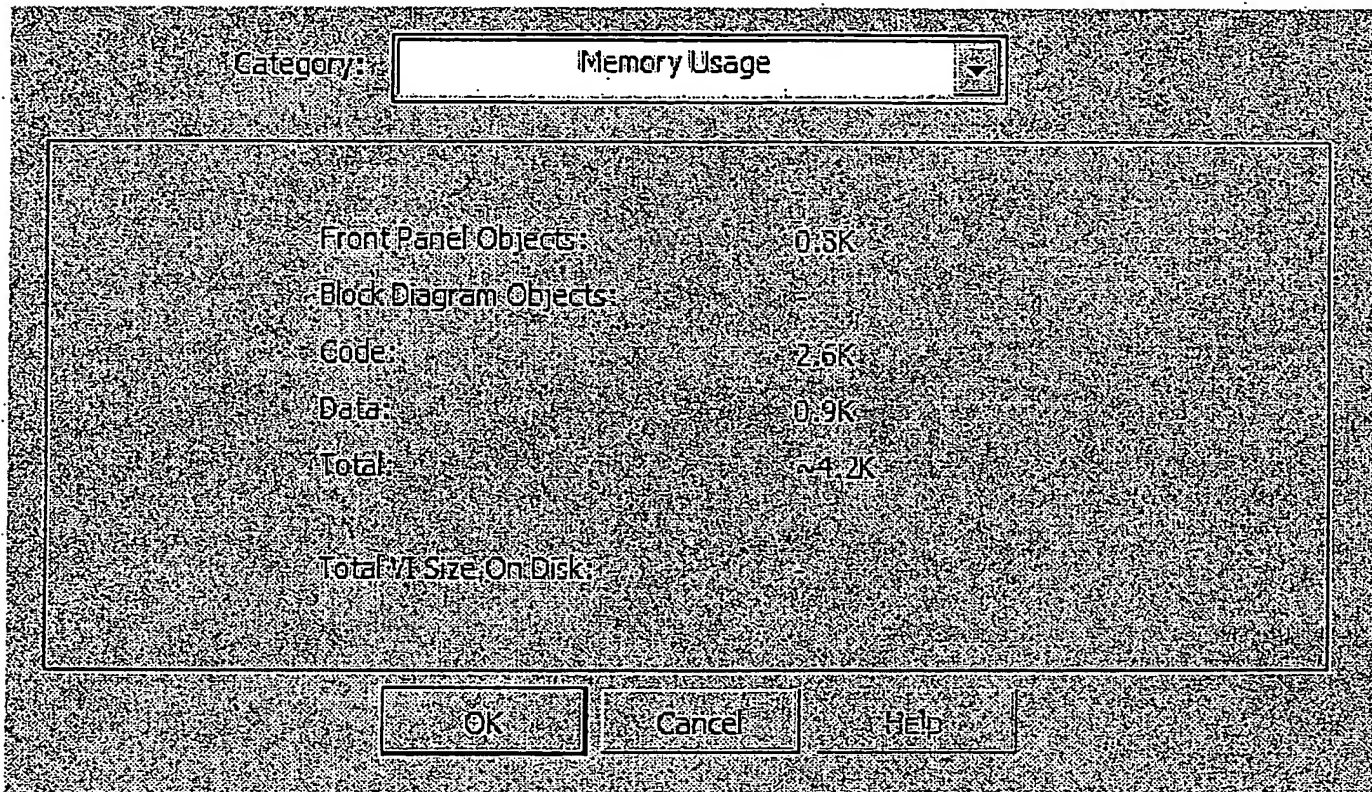 Category: Memory Usage
Front Panel Objects: 0.8K
Block Diagram Objects: -
Code: 2.6K
Data: 0.9K
Total: ~4.2K
Total VI Size On Disk: -
OK Cancel Help